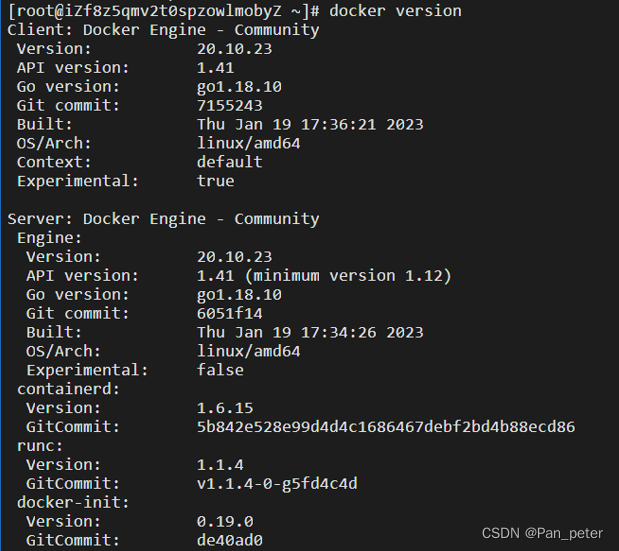 [root@iZf8z5qmv2t0spzowlmobyZ ~]# docker version
Client: Docker Engine - Community
Version: 20.10.23
API version: 1.41
Go version: go1.18.10
Git commit: 7155243
Built: Thu Jan 19 17:36:21 2023
OS/Arch: linux/amd64
Context: default
Experimental: true
Server: Docker Engine - Community
Engine:
Version: 20.10.23
API version: 1.41 (minimum version 1.12)
Go version: go1.18.10
Git commit: 6051f14
Built: Thu Jan 19 17:34:26 2023
OS/Arch: linux/amd64
Experimental: false
containerd:
Version: 1.6.15
GitCommit: 5b842e528e99d4d4c1686467debf2bd4b88ecd86
runc:
Version: 1.1.4
GitCommit: v1.1.4-0-g5fd4c4d
docker-init:
Version: 0.19.0
GitCommit: de40ad0
CSDN @Pan_peter